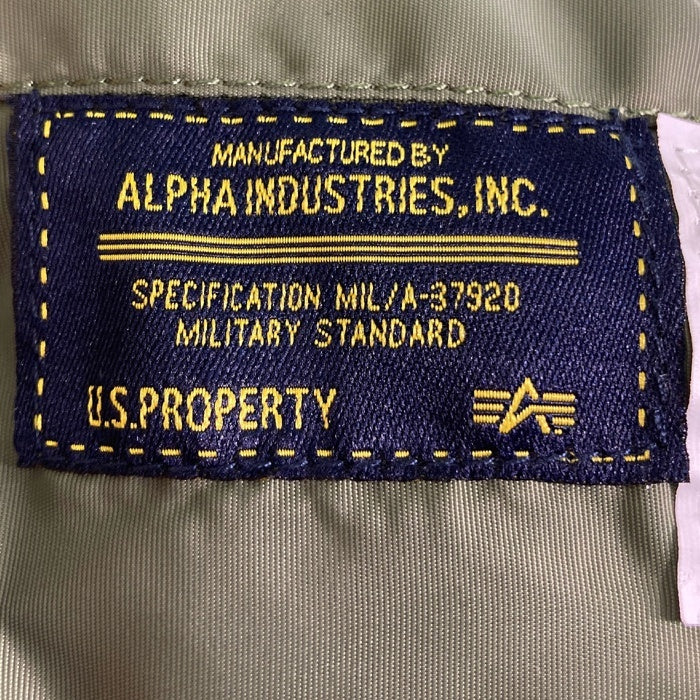 MANUFACTURED BY
ALPHA INDUSTRIES, INC.
SPECIFICATION MIL/A-37920
MILITARY STANDARD
U.S. PROPERTY